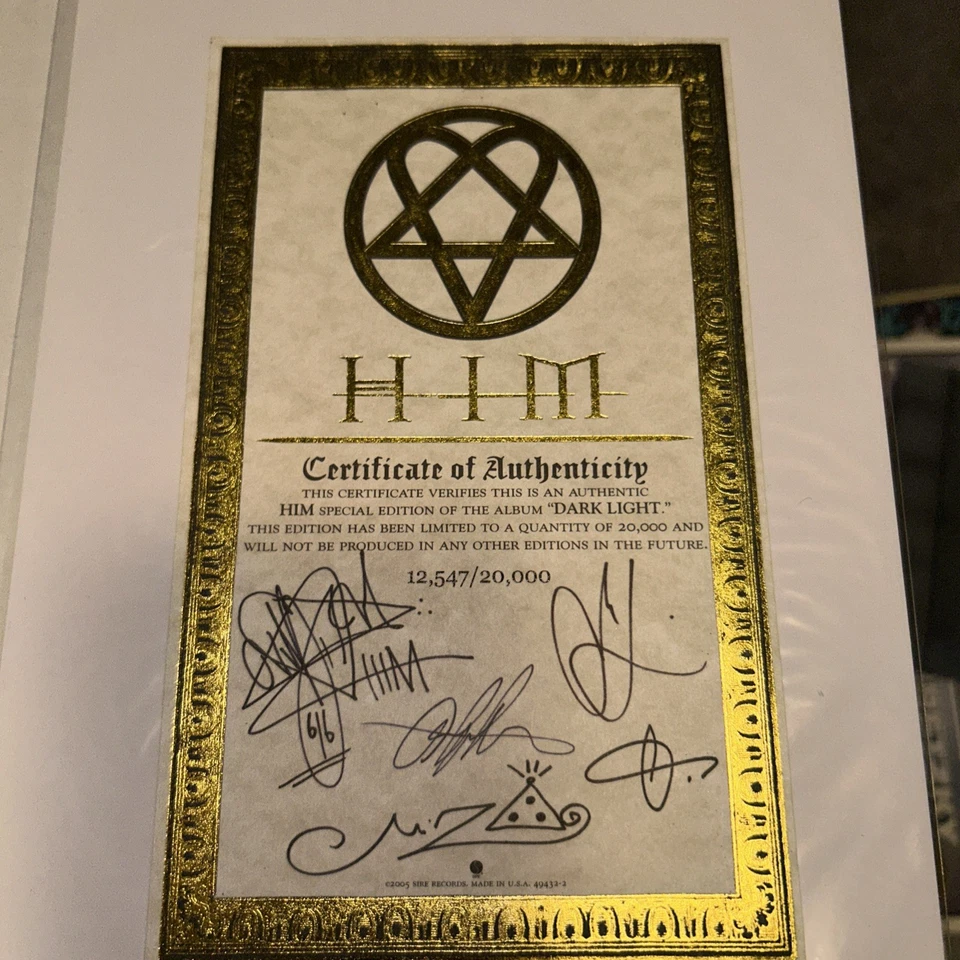 HIM
Certificate of Authenticity
THIS CERTIFICATE VERIFIES THIS IS AN AUTHENTIC
HIM SPECIAL EDITION OF THE ALBUM “DARK LIGHT.”
THIS EDITION HAS BEEN LIMITED TO A QUANTITY OF 20,000 AND
WILL NOT BE PRODUCED IN ANY OTHER EDITIONS IN THE FUTURE.
12,547/20,000
HIM
6/6
©2005 SIRE RECORDS. MADE IN U.S.A. 49432-2